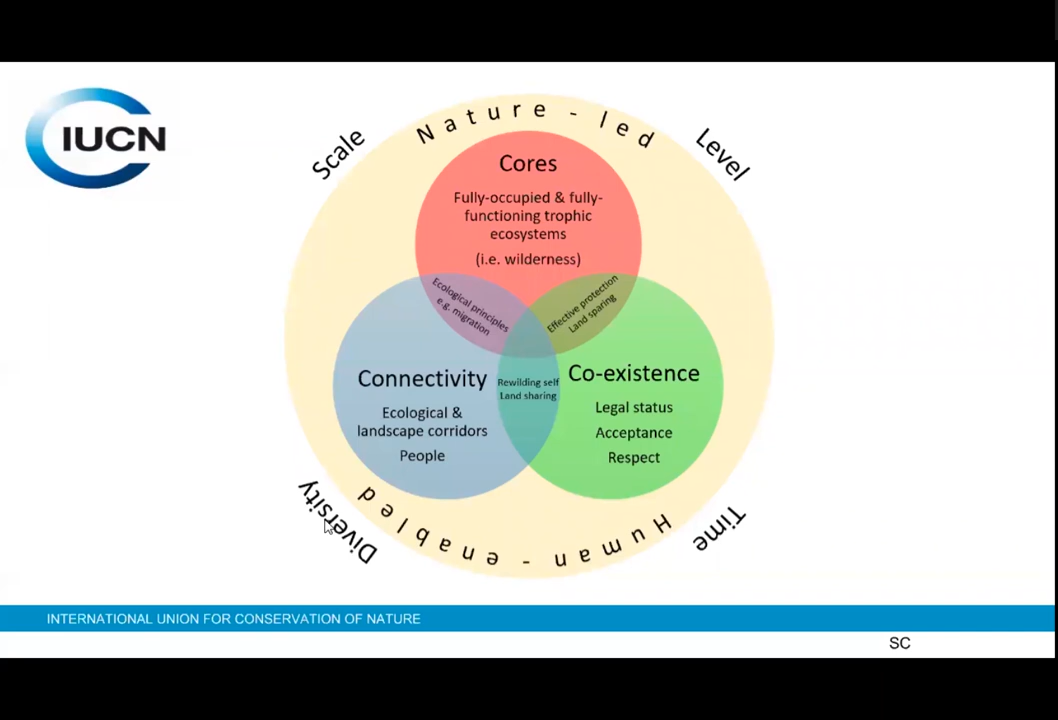 IUCN
Scale
Nature-led
Level
Cores
Fully-occupied & fully-
functioning trophic
ecosystems
(i.e. wilderness)
Ecological principles
e.g. migration
Effective protection
Land sparing
Connectivity
Ecological &
landscape corridors
People
Rewilding self
Land sharing
Co-existence
Legal status
Acceptance
Respect
Diversity
Human-enabled
Time
INTERNATIONAL UNION FOR CONSERVATION OF NATURE
SC